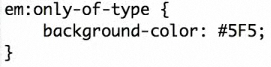 em:only-of-type {
    background-color: #5F5;
}